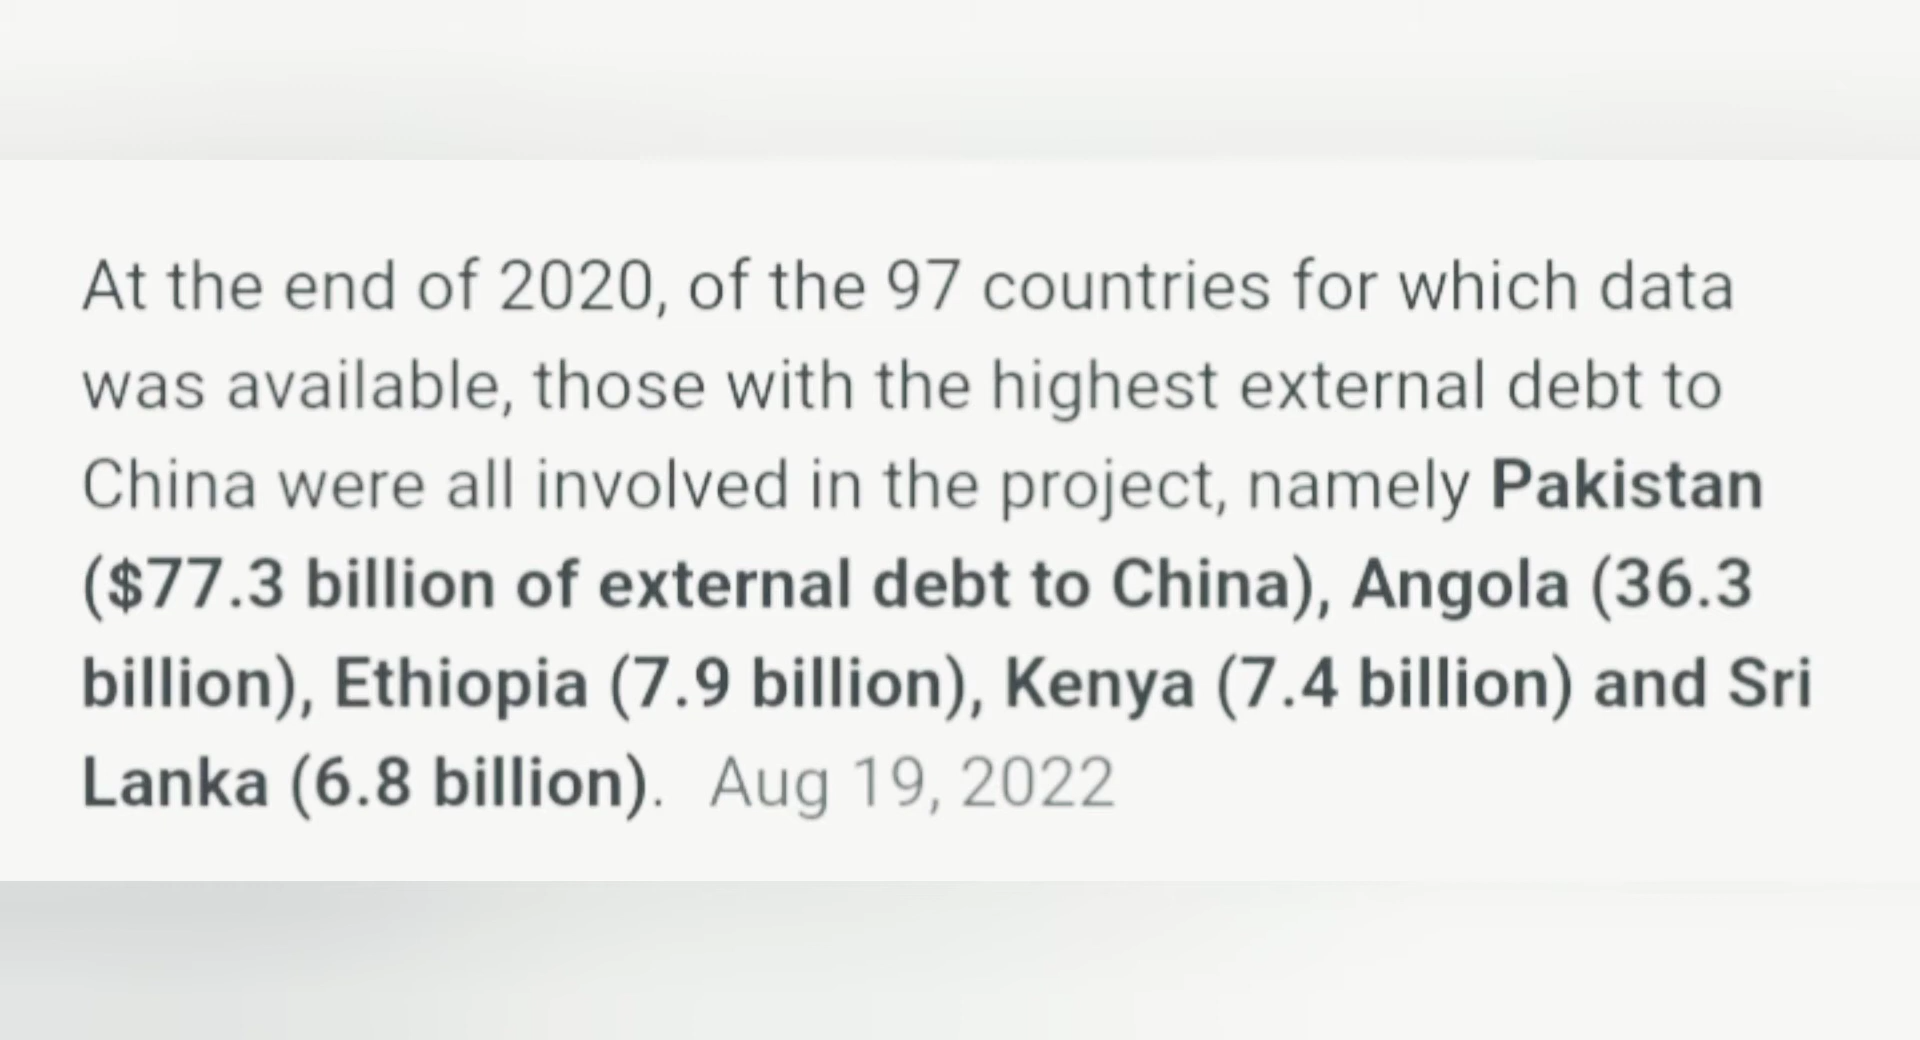 At the end of 2020, of the 97 countries for which data
was available, those with the highest external debt to
China were all involved in the project, namely Pakistan
($77.3 billion of external debt to China), Angola (36.3
billion), Ethiopia (7.9 billion), Kenya (7.4 billion) and Sri
Lanka (6.8 billion). Aug 19, 2022